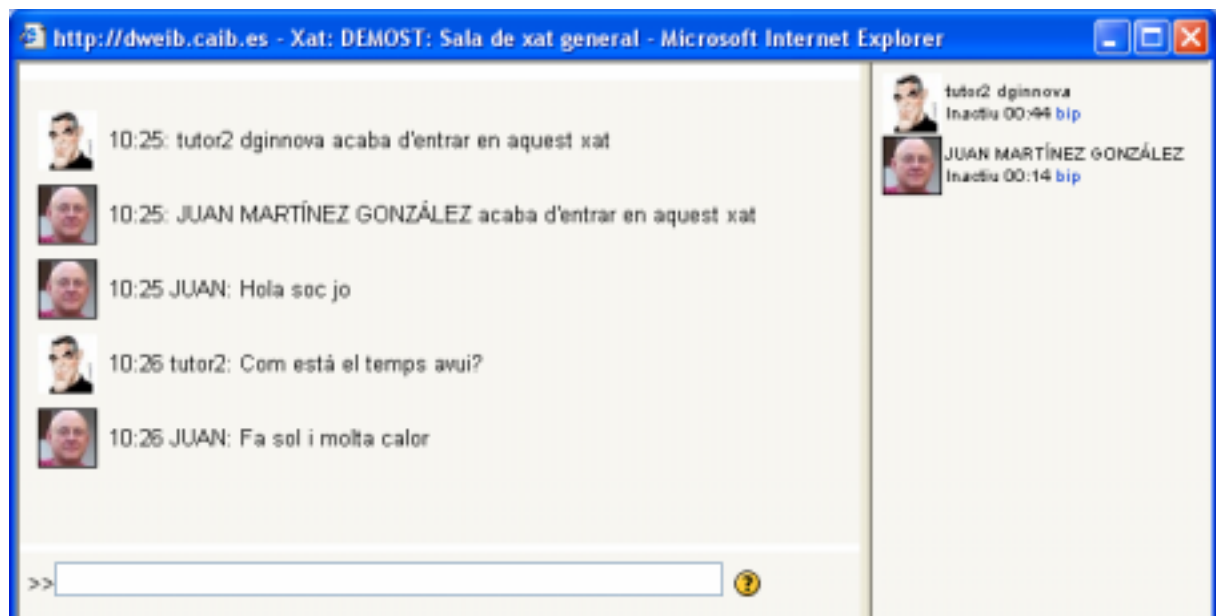 http://dweib.caib.es - Xat: DEMOST: Sala de xat general - Microsoft Internet Explorer
10:25: tutor2 dginnova acaba d'entrar en aquest xat
10:25: JUAN MARTÍNEZ GONZÁLEZ acaba d'entrar en aquest xat
10:25 JUAN: Hola soc jo
10:26 tutor2: Com está el temps avui?
10:26 JUAN: Fa sol i molta calor
>>
?
tutor2 dginnova
Inactiu 00:44 bip
JUAN MARTÍNEZ GONZÁLEZ
Inactiu 00:14 bip